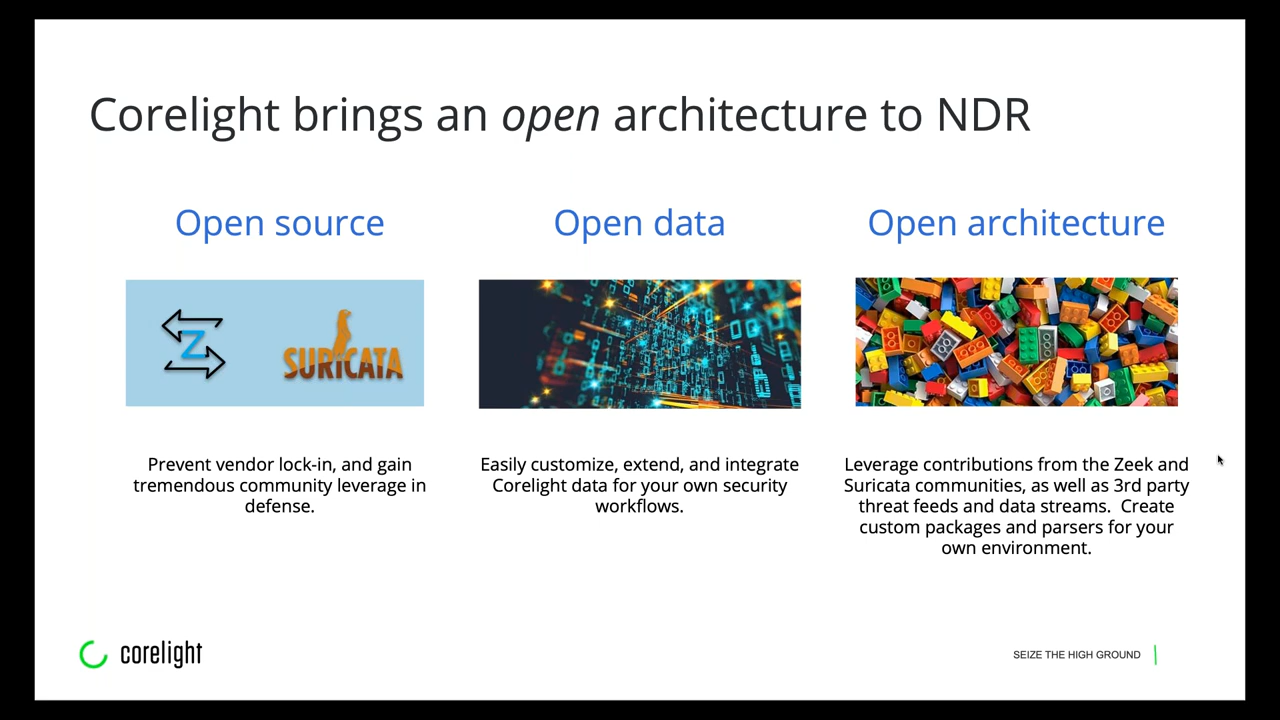 Corelight brings an open architecture to NDR
Open source
Z
SURICATA
Prevent vendor lock-in, and gain
tremendous community leverage in
defense.
Open data
Easily customize, extend, and integrate
Corelight data for your own security
workflows.
Open architecture
Leverage contributions from the Zeek and
Suricata communities, as well as 3rd party
threat feeds and data streams.  Create
custom packages and parsers for your
own environment.
corelight
SEIZE THE HIGH GROUND